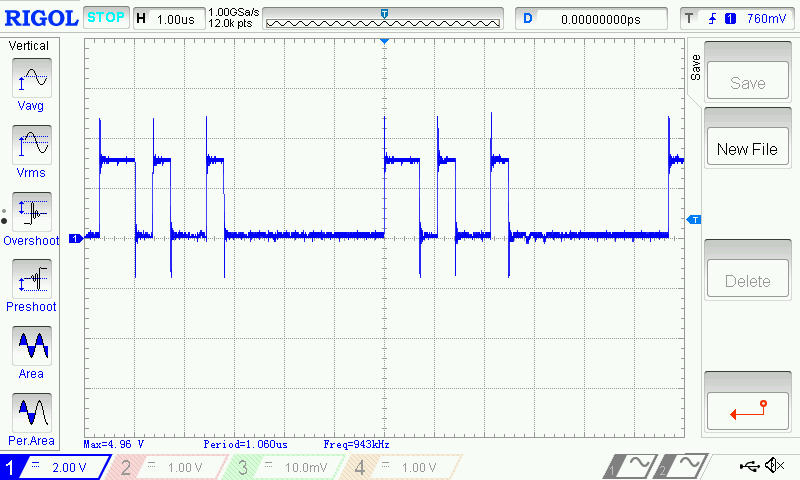 RIGOL STOP H 1.00us 1.00GSa/s 12.0k pts T D 0.00000000ps T 1 760mV
Vertical
Vavg
Vrms
Overshoot
Preshoot
Area
Per.Area
1
T
Max=4.96 V Period=1.060us Freq=943kHz
Save
Save
New File
Delete
1 2.00 V 2 1.00 V 3 10.0mV 4 1.00 V 1 2